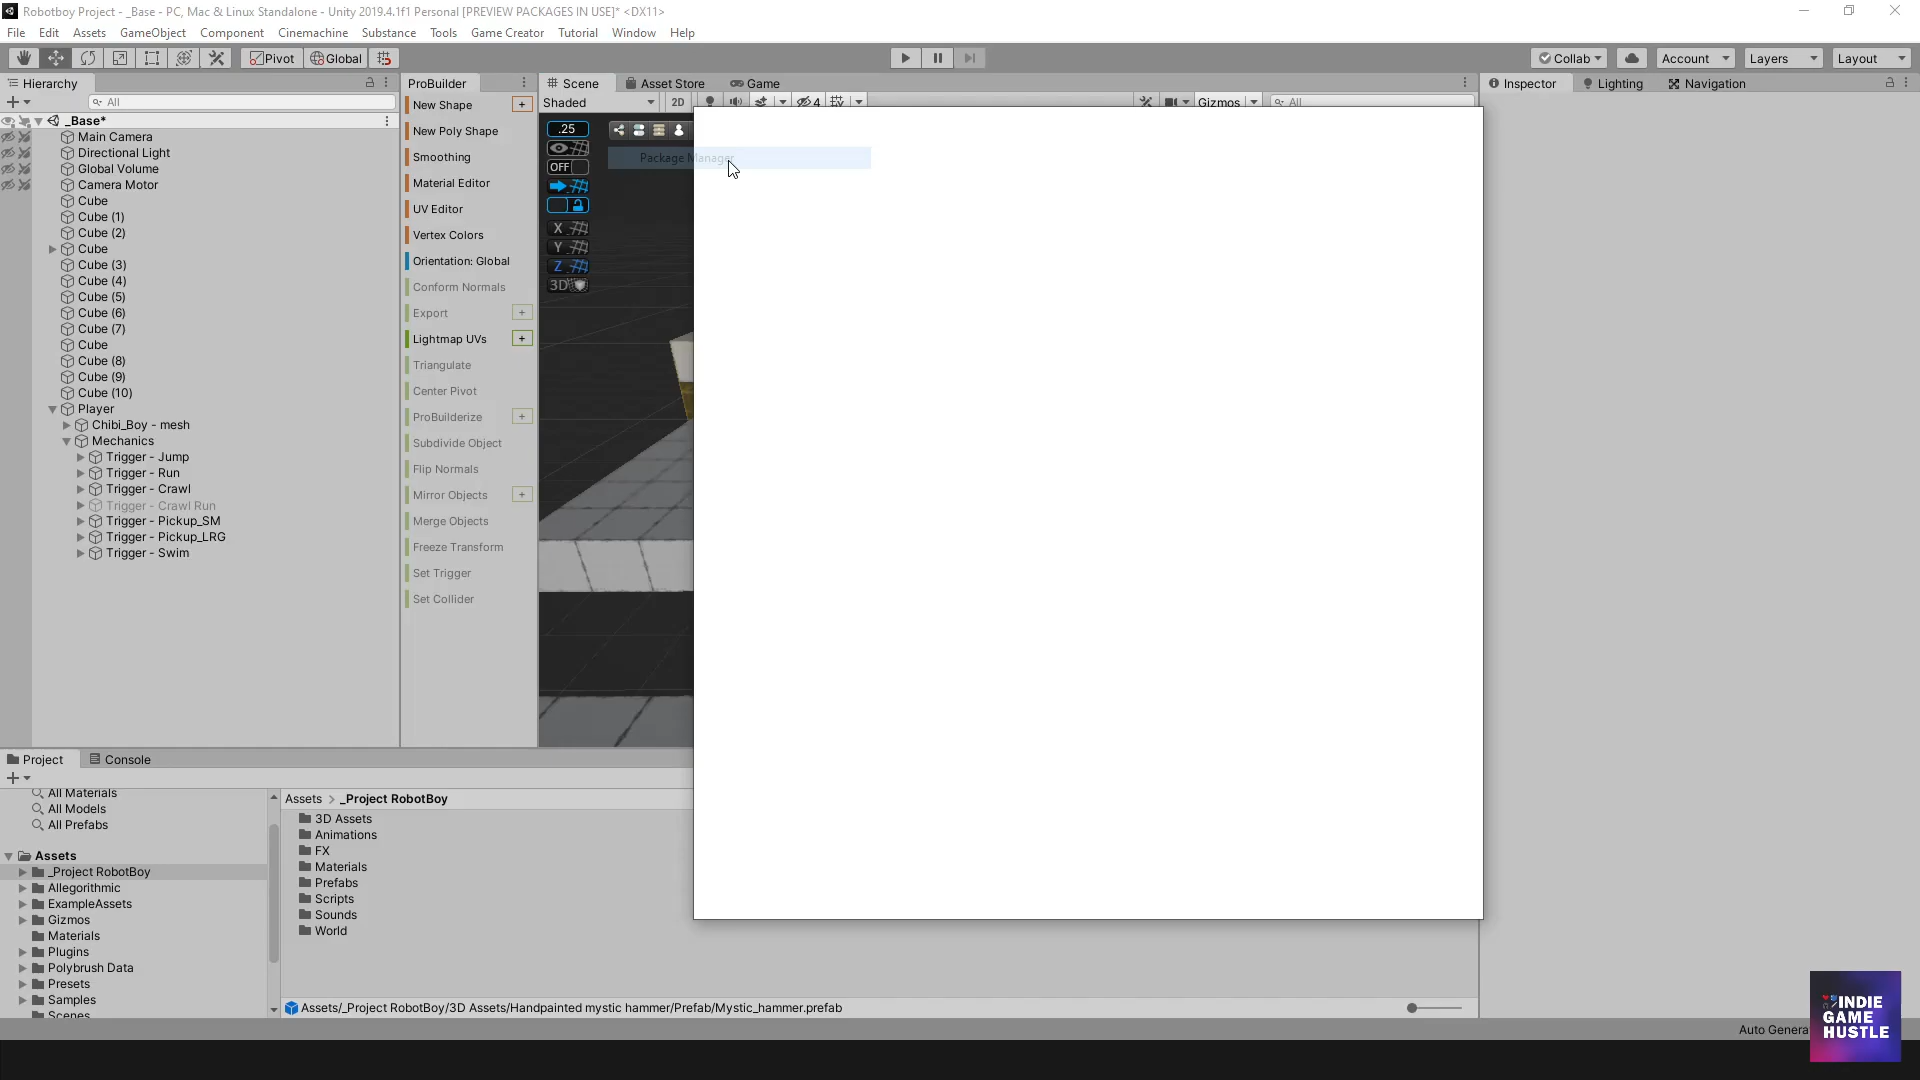 Robotboy Project - _Base - PC, Mac & Linux Standalone - Unity 2019.4.1f1 Personal [PREVIEW PACKAGES IN USE]* <DX11>
File Edit Assets GameObject Component Cinemachine Substance Tools Game Creator Tutorial Window Help
Pivot Global Collab Account Layers Layout
Hierarchy
All
_Base*
Main Camera
Directional Light
Global Volume
Camera Motor
Cube
Cube (1)
Cube (2)
Cube
Cube (3)
Cube (4)
Cube (5)
Cube (6)
Cube (7)
Cube
Cube (8)
Cube (9)
Cube (10)
Player
Chibi_Boy - mesh
Mechanics
Trigger - Jump
Trigger - Run
Trigger - Crawl
Trigger - Crawl Run
Trigger - Pickup_SM
Trigger - Pickup_LRG
Trigger - Swim
ProBuilder
New Shape +
New Poly Shape
Smoothing
Material Editor
UV Editor
Vertex Colors
Orientation: Global
Conform Normals
Export +
Lightmap UVs +
Triangulate
Center Pivot
ProBuilderize +
Subdivide Object
Flip Normals
Mirror Objects +
Merge Objects
Freeze Transform
Set Trigger
Set Collider
Scene Asset Store Game
Shaded 2D 4 Gizmos All
.25
OFF
X
Y
Z
3D
Package Manager
Inspector Lighting Navigation
Project Console
All Materials
All Models
All Prefabs
Assets
_Project RobotBoy
Allegorithmic
ExampleAssets
Gizmos
Materials
Plugins
Polybrush Data
Presets
Samples
Scenes
Assets > _Project RobotBoy
3D Assets
Animations
FX
Materials
Prefabs
Scripts
Sounds
World
Assets/_Project RobotBoy/3D Assets/Handpainted mystic hammer/Prefab/Mystic_hammer.prefab
Auto Genera
INDIE
GAME
HUSTLE